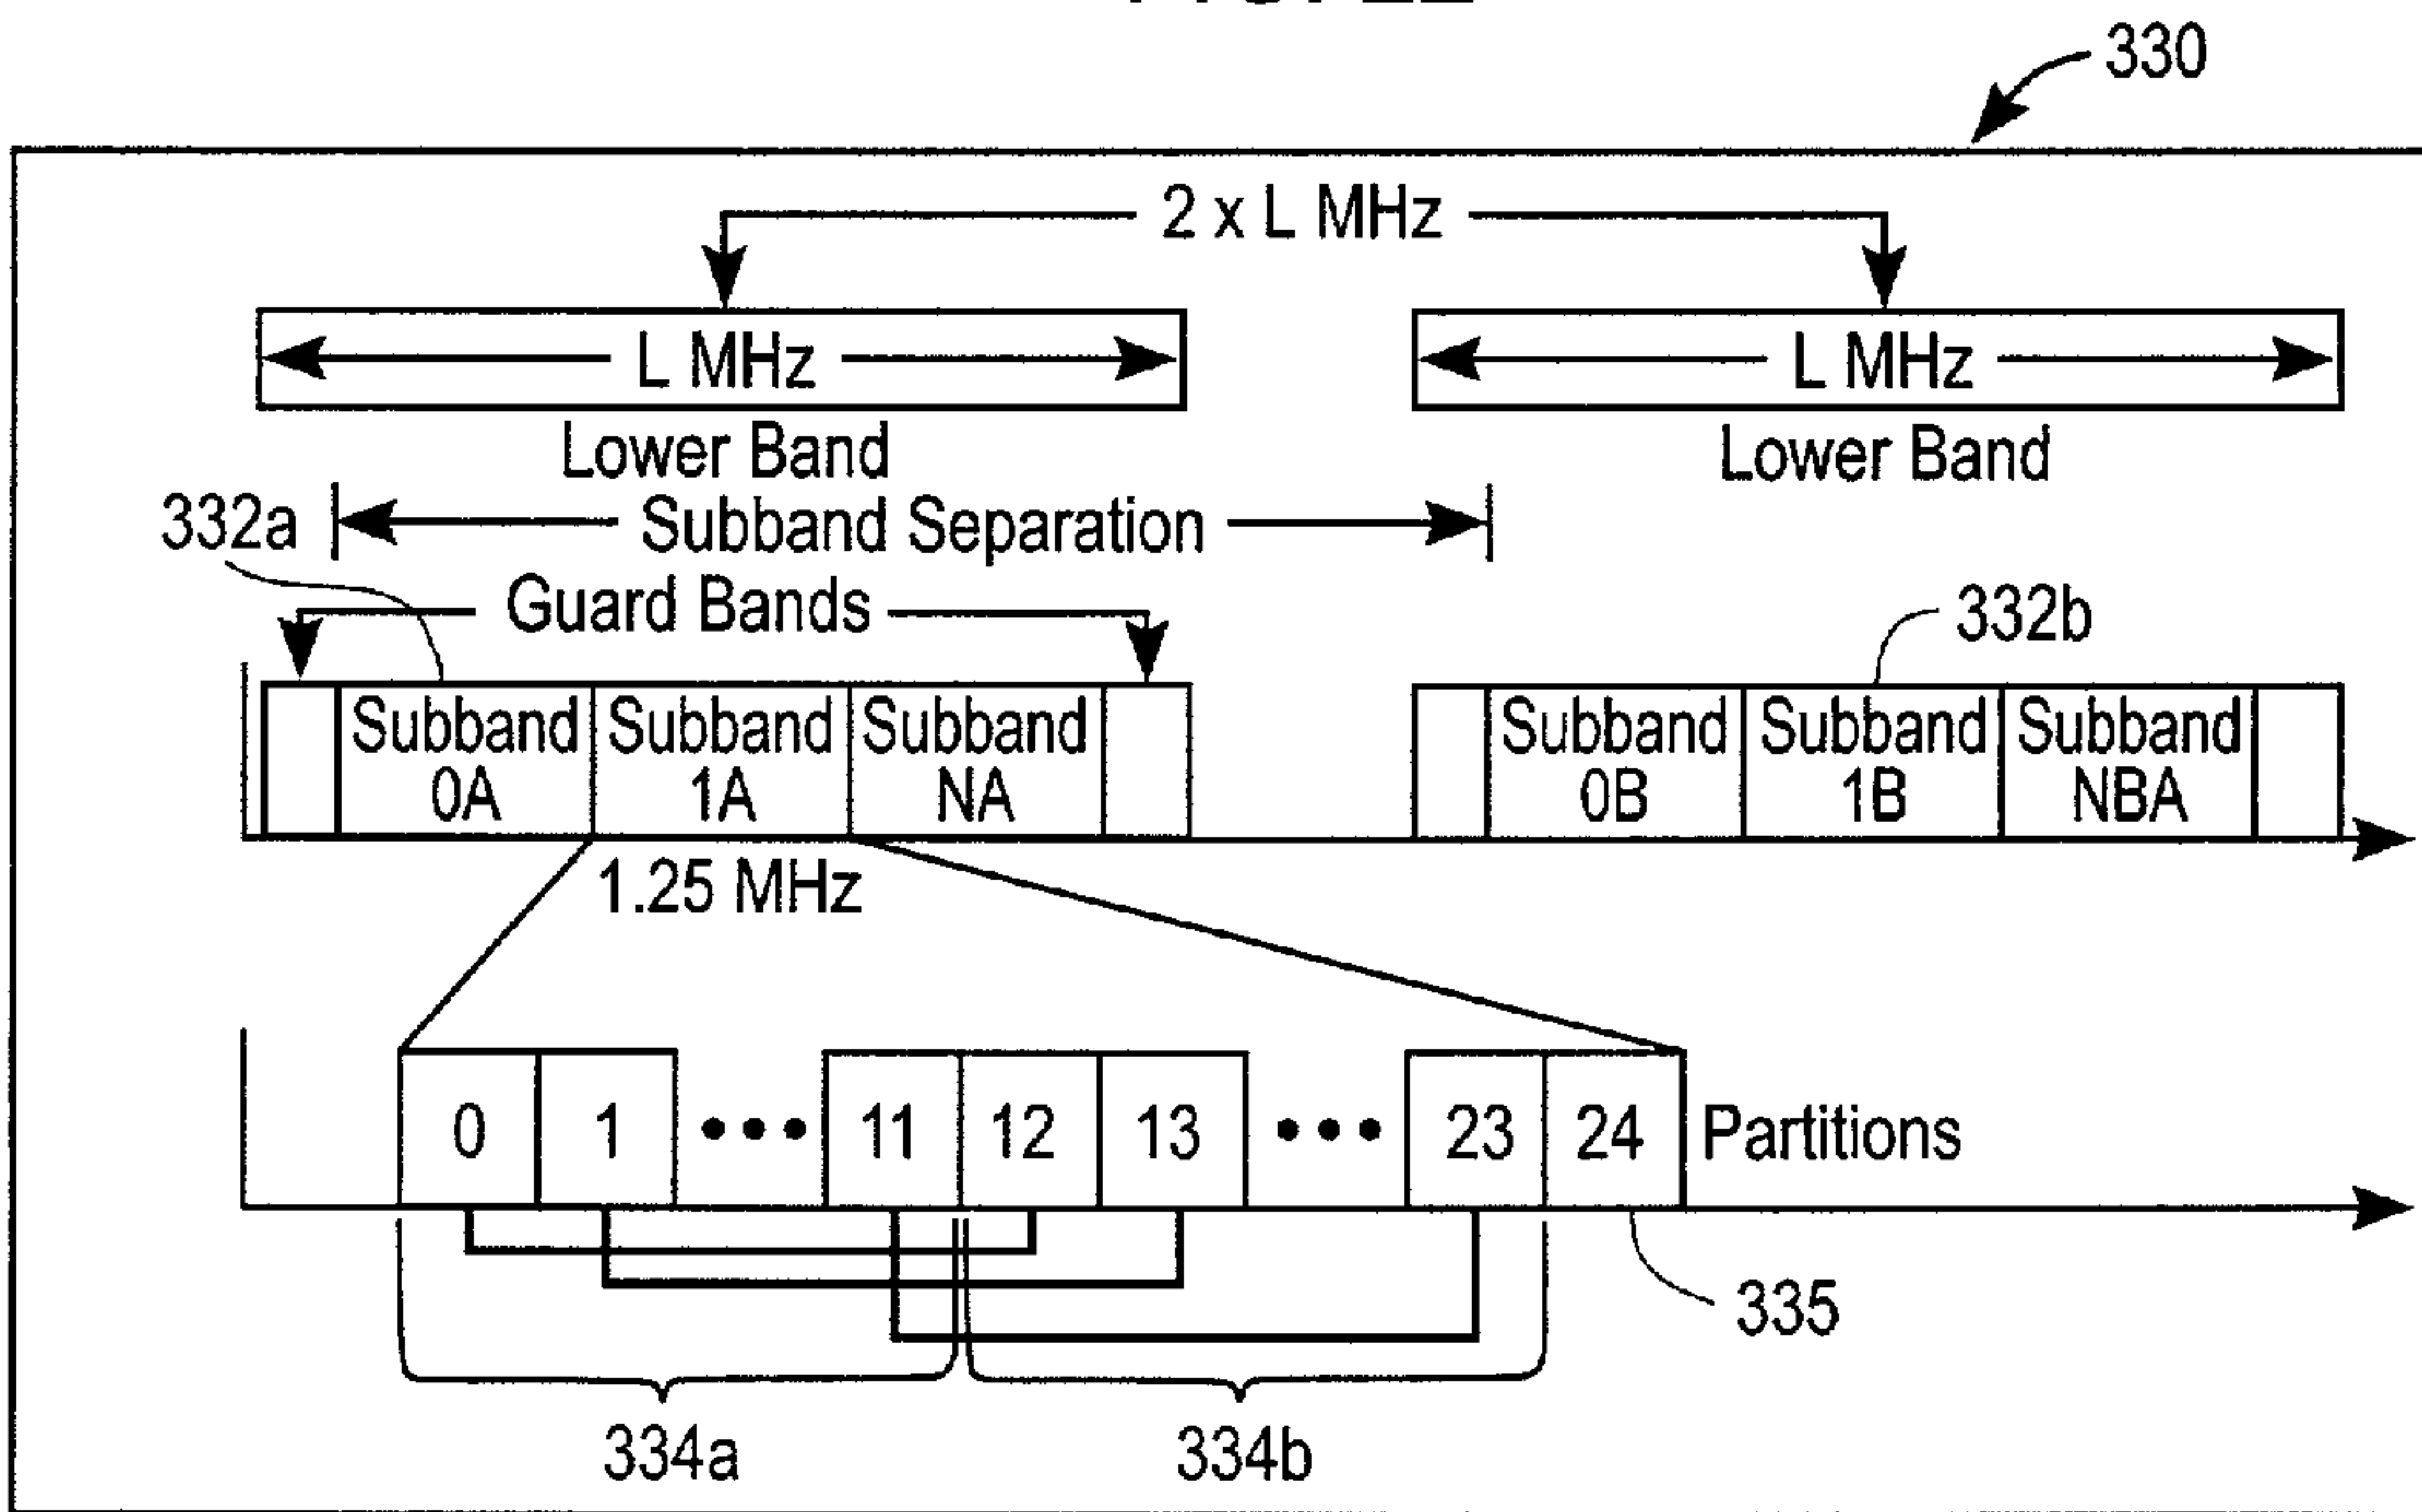 330
2 x L MHz
L MHz
L MHz
Lower Band
Lower Band
332a
Subband Separation
Guard Bands
332b
Subband
0A
Subband
1A
Subband
NA
Subband
0B
Subband
1B
Subband
NBA
1.25 MHz
0 1 ••• 11 12 13 ••• 23 24 Partitions
335
334a
334b